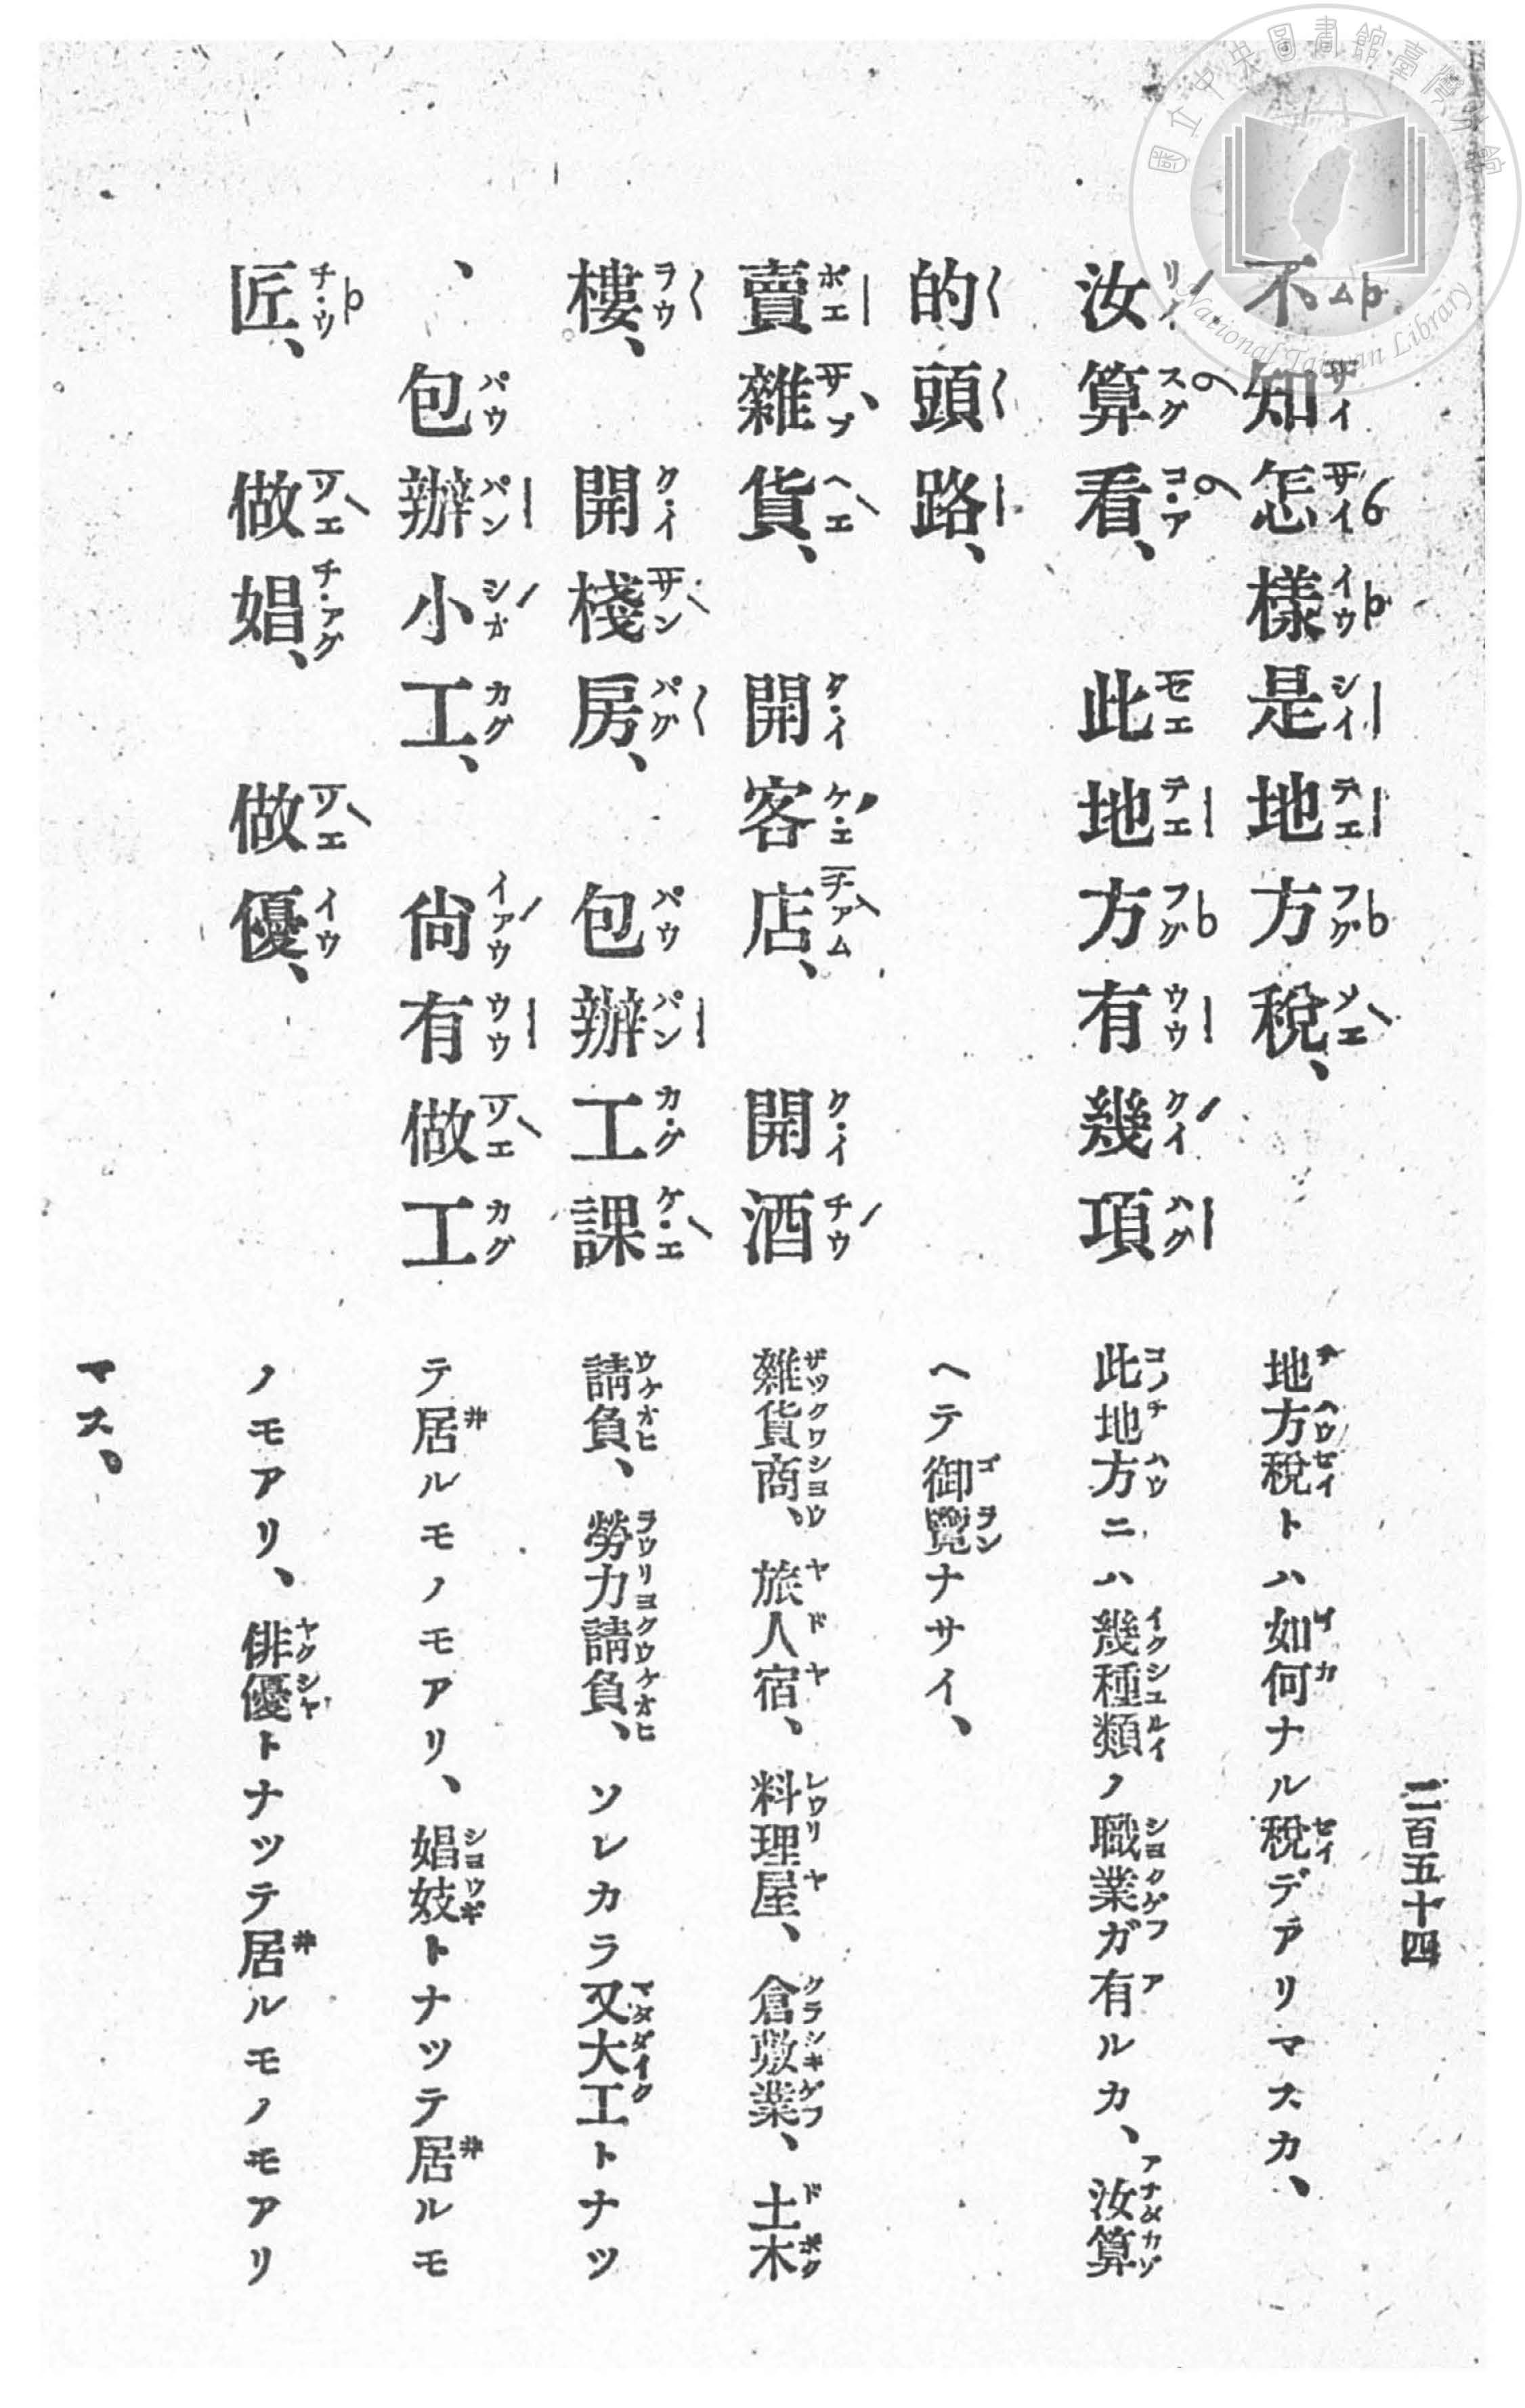 國立中央圖書館臺灣分館
National Taiwan Library
二百五十四
不知怎樣是地方稅、
汝算看、此地方有幾項
的頭路、
賣雜貨、開客店、開酒
樓、開棧房、包辦工課
、包辦小工、尙有做工
匠、做娼、做優、
地方稅トハ如何ナル稅デアリマスカ、
此地方ニハ幾種類ノ職業ガ有ルカ、汝算
ヘテ御覽ナサイ、
雜貨商、旅人宿、料理屋、倉敷業、土木
請負、勞力請負、ソレカラ又大工トナツ
テ居ルモノモアリ、娼妓トナツテ居ルモ
ノモアリ、俳優トナツテ居ルモノモアリ
マス、